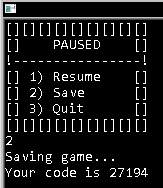 [][][][][][][][][][]
[]     PAUSED     []
!------------------!
[] 1) Resume      []
[] 2) Save        []
[] 3) Quit        []
[][][][][][][][][][]
2
Saving game...
Your code is 27194